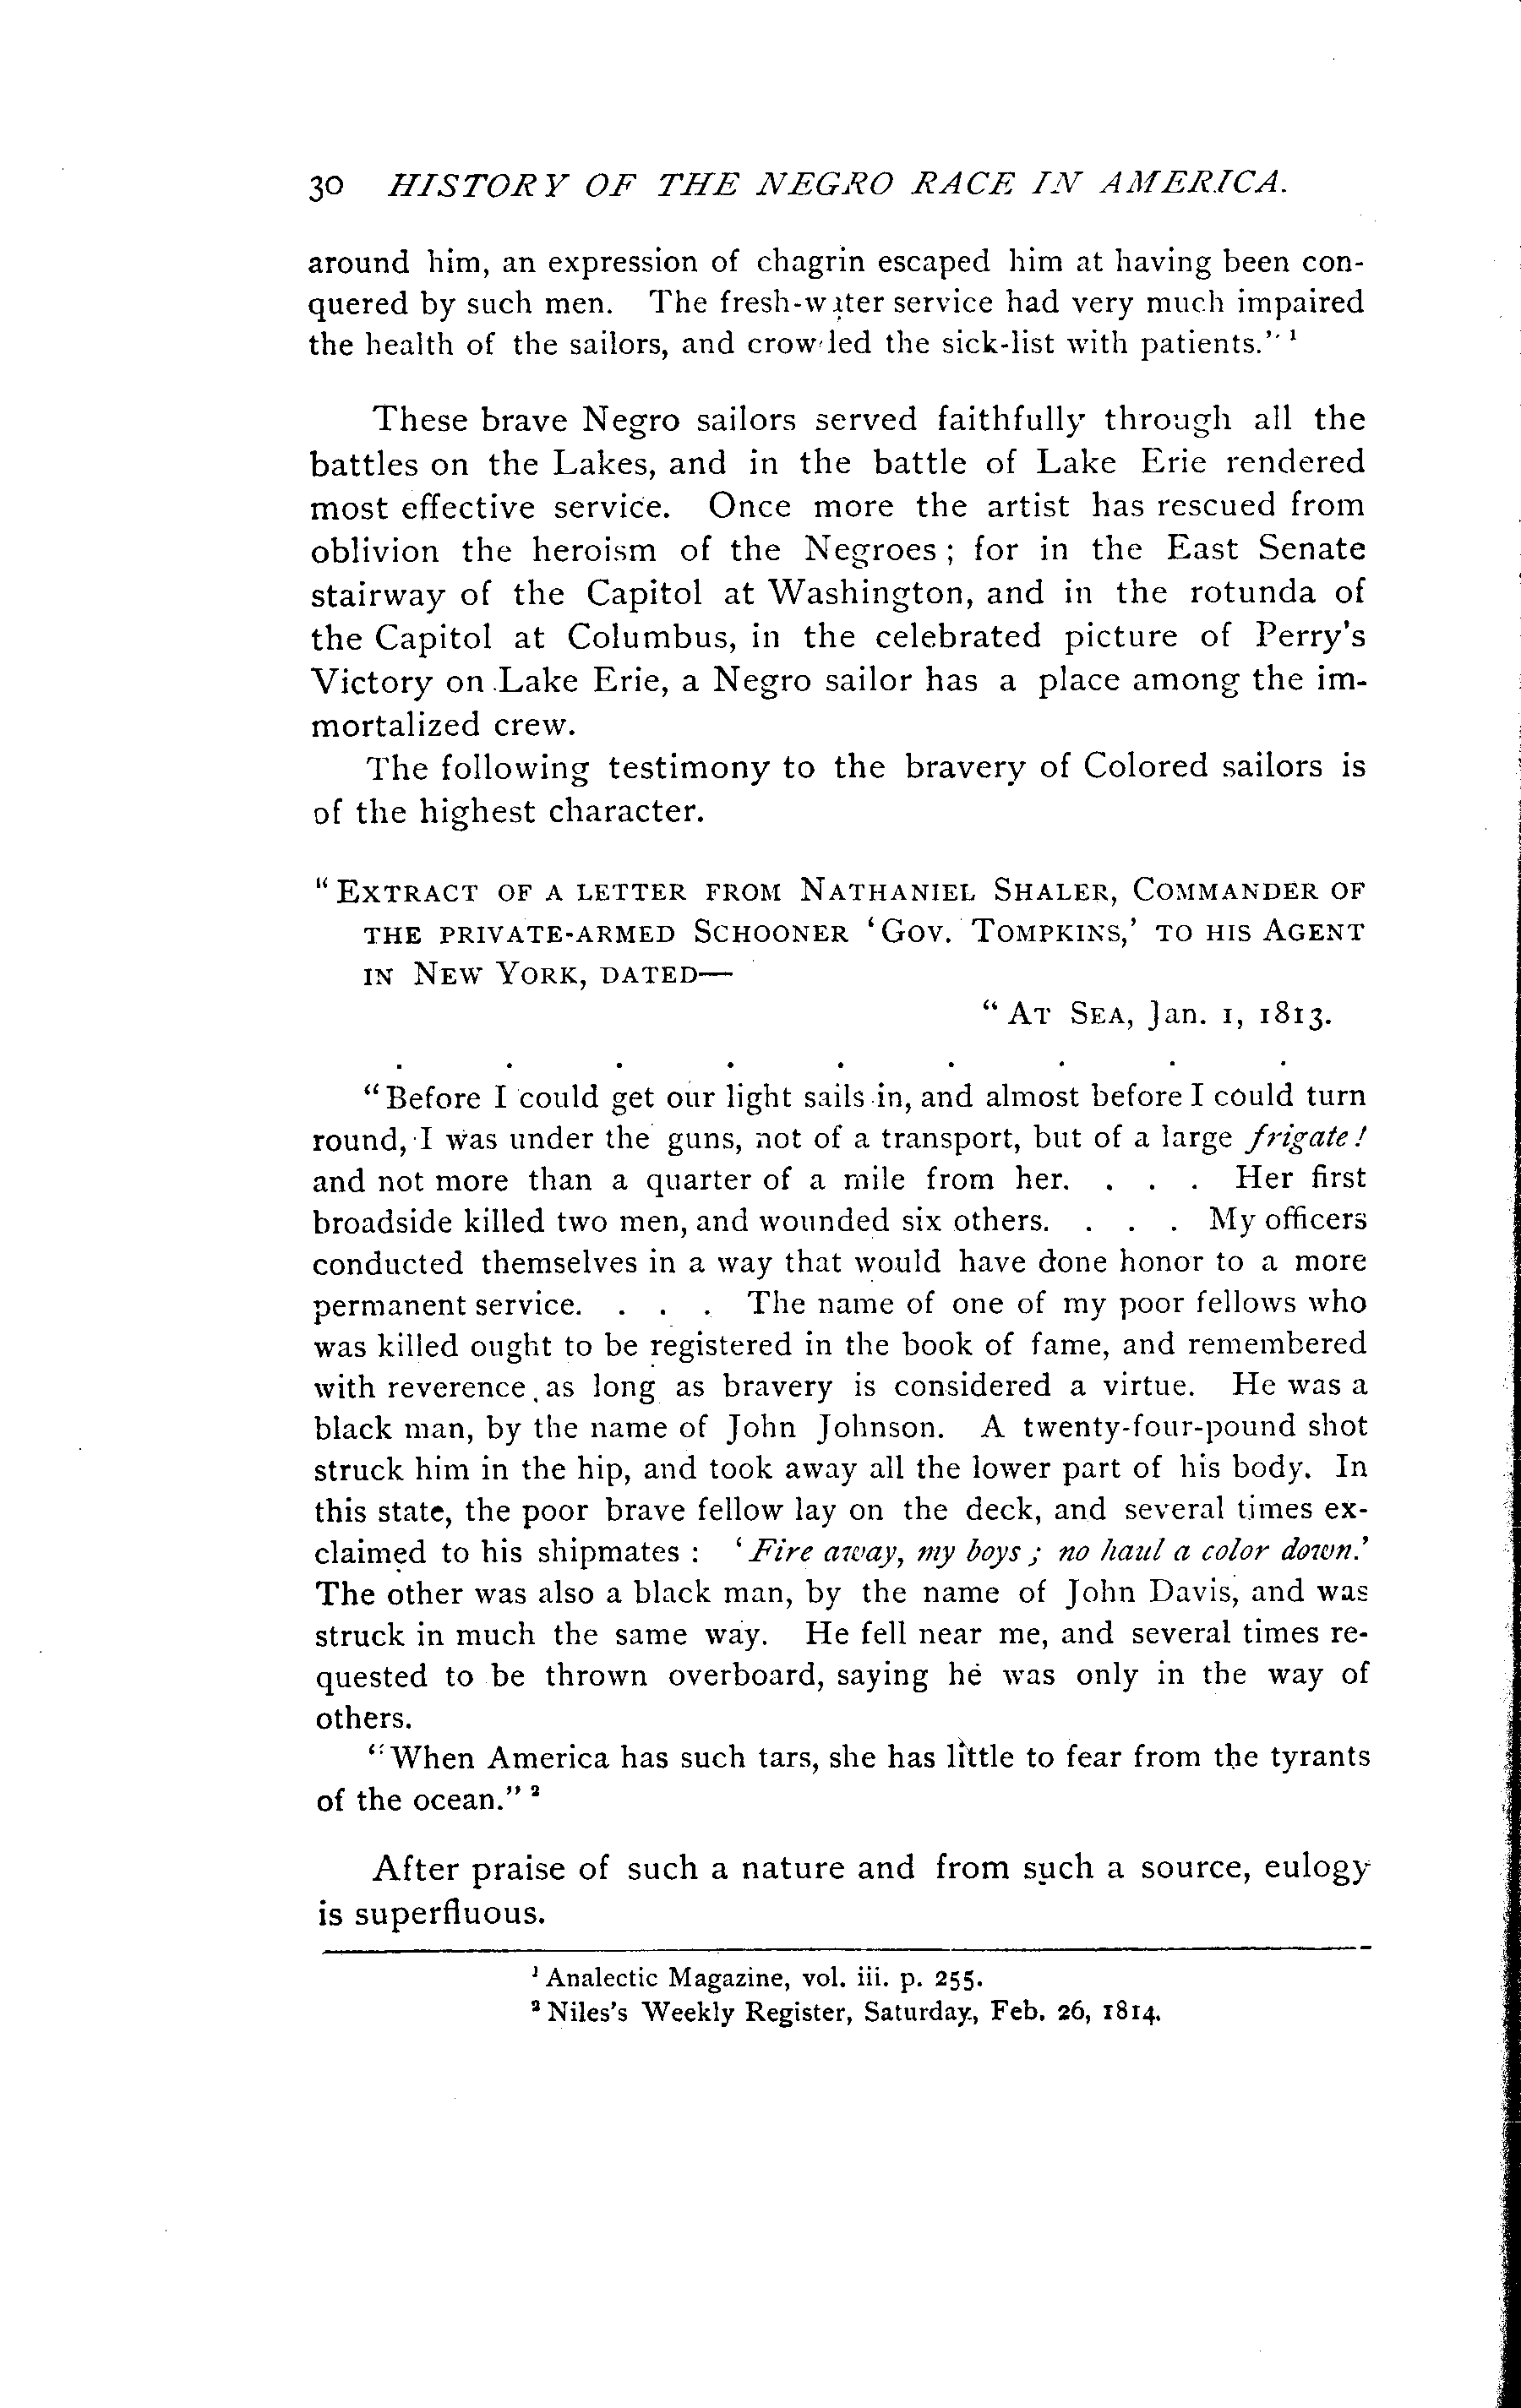 30 HISTORY OF THE NEGRO RACE IN AMERICA.
around him, an expression of chagrin escaped him at having been con-
quered by such men. The fresh-water service had very much impaired
the health of the sailors, and crowded the sick-list with patients." 1
These brave Negro sailors served faithfully through all the
battles on the Lakes, and in the battle of Lake Erie rendered
most effective service. Once more the artist has rescued from
oblivion the heroism of the Negroes ; for in the East Senate
stairway of the Capitol at Washington, and in the rotunda of
the Capitol at Columbus, in the celebrated picture of Perry's
Victory on Lake Erie, a Negro sailor has a place among the im-
mortalized crew.
The following testimony to the bravery of Colored sailors is
of the highest character.
"EXTRACT OF A LETTER FROM NATHANIEL SHALER, COMMANDER OF
THE PRIVATE-ARMED SCHOONER 'GOV. TOMPKINS,' TO HIS AGENT
IN NEW YORK, DATED—
"AT SEA, Jan. 1, 1813.
. . . . . . . . .
"Before I could get our light sails in, and almost before I could turn
round, I was under the guns, not of a transport, but of a large frigate !
and not more than a quarter of a mile from her. . . . Her first
broadside killed two men, and wounded six others. . . . My officers
conducted themselves in a way that would have done honor to a more
permanent service. . . . The name of one of my poor fellows who
was killed ought to be registered in the book of fame, and remembered
with reverence as long as bravery is considered a virtue. He was a
black man, by the name of John Johnson. A twenty-four-pound shot
struck him in the hip, and took away all the lower part of his body. In
this state, the poor brave fellow lay on the deck, and several times ex-
claimed to his shipmates : 'Fire away, my boys ; no haul a color down.'
The other was also a black man, by the name of John Davis, and was
struck in much the same way. He fell near me, and several times re-
quested to be thrown overboard, saying he was only in the way of
others.
"When America has such tars, she has little to fear from the tyrants
of the ocean." 2
After praise of such a nature and from such a source, eulogy
is superfluous.
1 Analectic Magazine, vol. iii. p. 255.
2 Niles's Weekly Register, Saturday, Feb. 26, 1814.